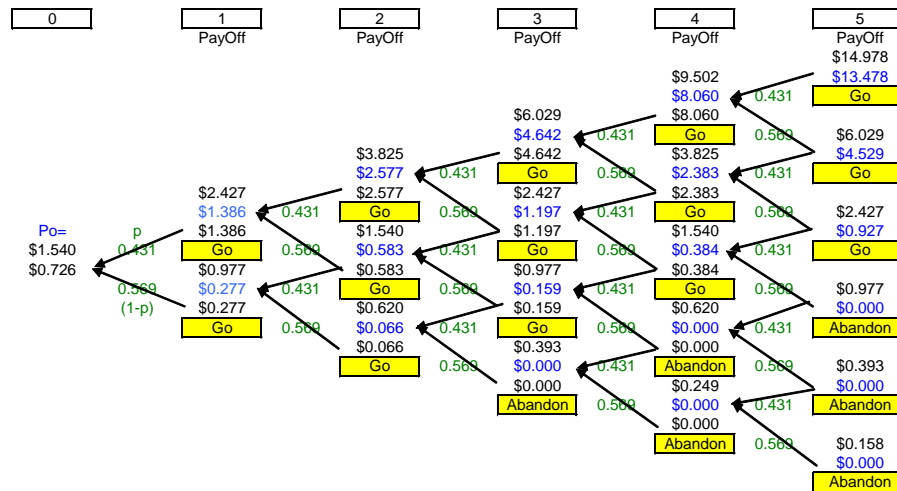 0 1 2 3 4 5
PayOff PayOff PayOff PayOff PayOff
$14.978
$9.502 $13.478
$8.060 0.431 Go
$6.029 $8.060
$4.642 0.431 Go 0.569 $6.029
$3.825 $4.642 $3.825 $4.529
$2.577 0.431 Go 0.569 $2.383 0.431 Go
$2.427 $2.577 $2.427 $2.383
$1.386 0.431 Go 0.569 $1.197 0.431 Go 0.569 $2.427
Po= p $1.386 $1.540 $1.197 $1.540 $0.927
$1.540 0.431 Go 0.569 $0.583 0.431 Go 0.569 $0.384 0.431 Go
$0.726 $0.977 $0.583 $0.977 $0.384
0.569 $0.277 0.431 Go 0.569 $0.159 0.431 Go 0.569 $0.977
(1-p) $0.277 $0.620 $0.159 $0.620 $0.000
Go 0.569 $0.066 0.431 Go 0.569 $0.000 0.431 Abandon
$0.066 $0.393 $0.000
Go 0.569 $0.000 0.431 Abandon 0.569 $0.393
$0.000 $0.249 $0.000
Abandon 0.569 $0.000 0.431 Abandon
$0.000
Abandon 0.569 $0.158
$0.000
Abandon